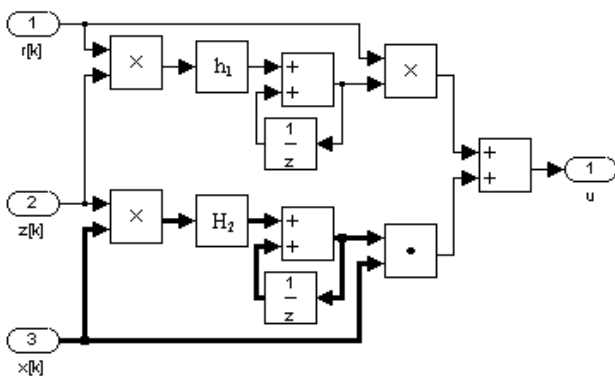 1
r[k]
×
h₁
+
+
1
z
×
2
z[k]
×
H₂
+
+
1
z
•
+
+
1
u
3
x[k]